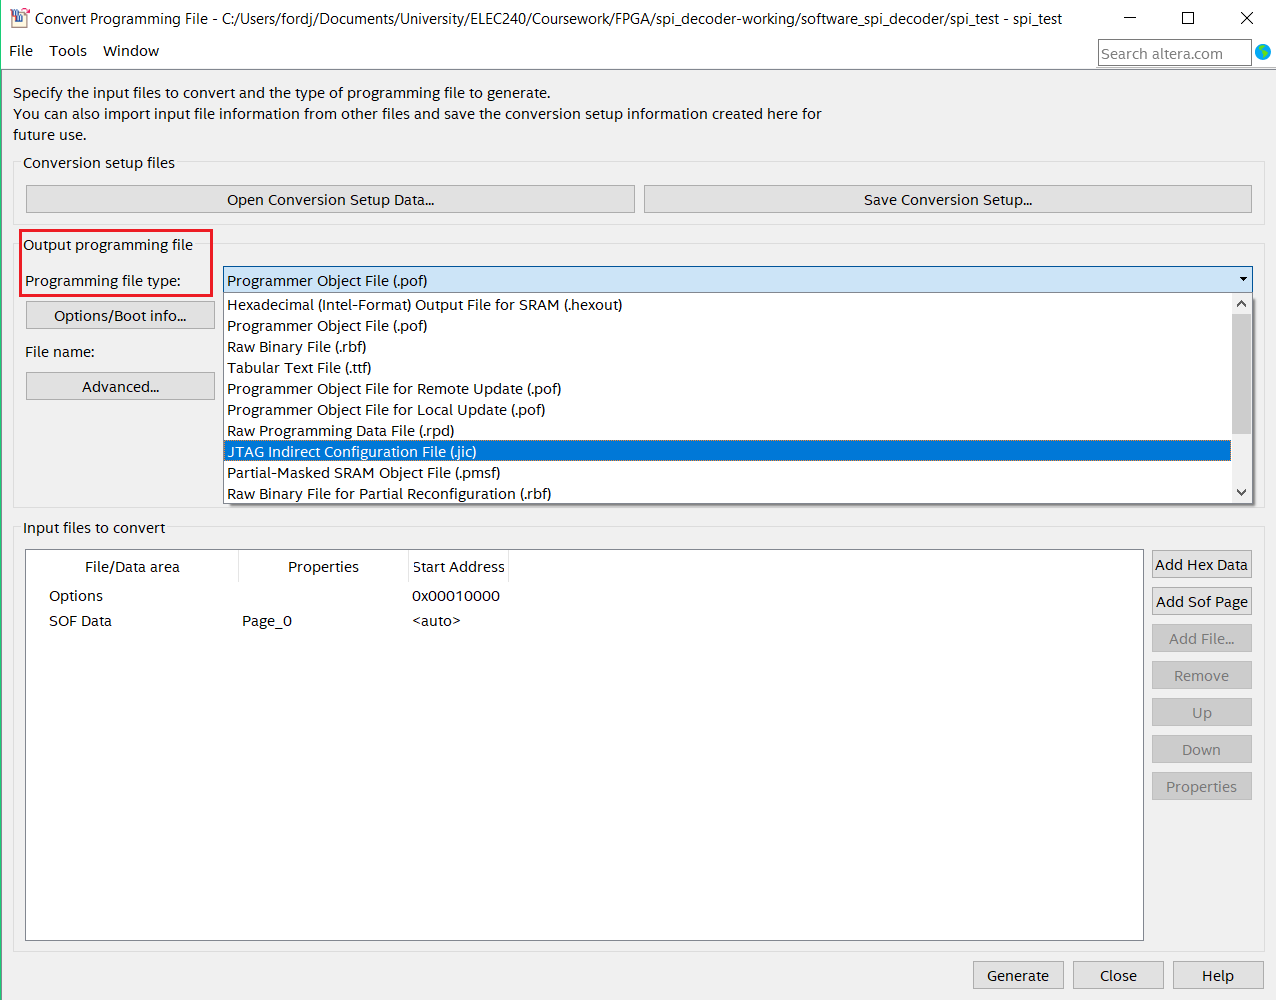 Convert Programming File - C:/Users/fordj/Documents/University/ELEC240/Coursework/FPGA/spi_decoder-working/software_spi_decoder/spi_test - spi_test
File Tools Window
Search altera.com
Specify the input files to convert and the type of programming file to generate.
You can also import input file information from other files and save the conversion setup information created here for
future use.
Conversion setup files
Open Conversion Setup Data...
Save Conversion Setup...
Output programming file
Programming file type:
Programmer Object File (.pof)
Hexadecimal (Intel-Format) Output File for SRAM (.hexout)
Options/Boot info...
Programmer Object File (.pof)
File name:
Raw Binary File (.rbf)
Tabular Text File (.ttf)
Advanced...
Programmer Object File for Remote Update (.pof)
Programmer Object File for Local Update (.pof)
Raw Programming Data File (.rpd)
JTAG Indirect Configuration File (.jic)
Partial-Masked SRAM Object File (.pmsf)
Raw Binary File for Partial Reconfiguration (.rbf)
Input files to convert
File/Data area Properties Start Address
Options 0x00010000
SOF Data Page_0 <auto>
Add Hex Data
Add Sof Page
Add File...
Remove
Up
Down
Properties
Generate Close Help